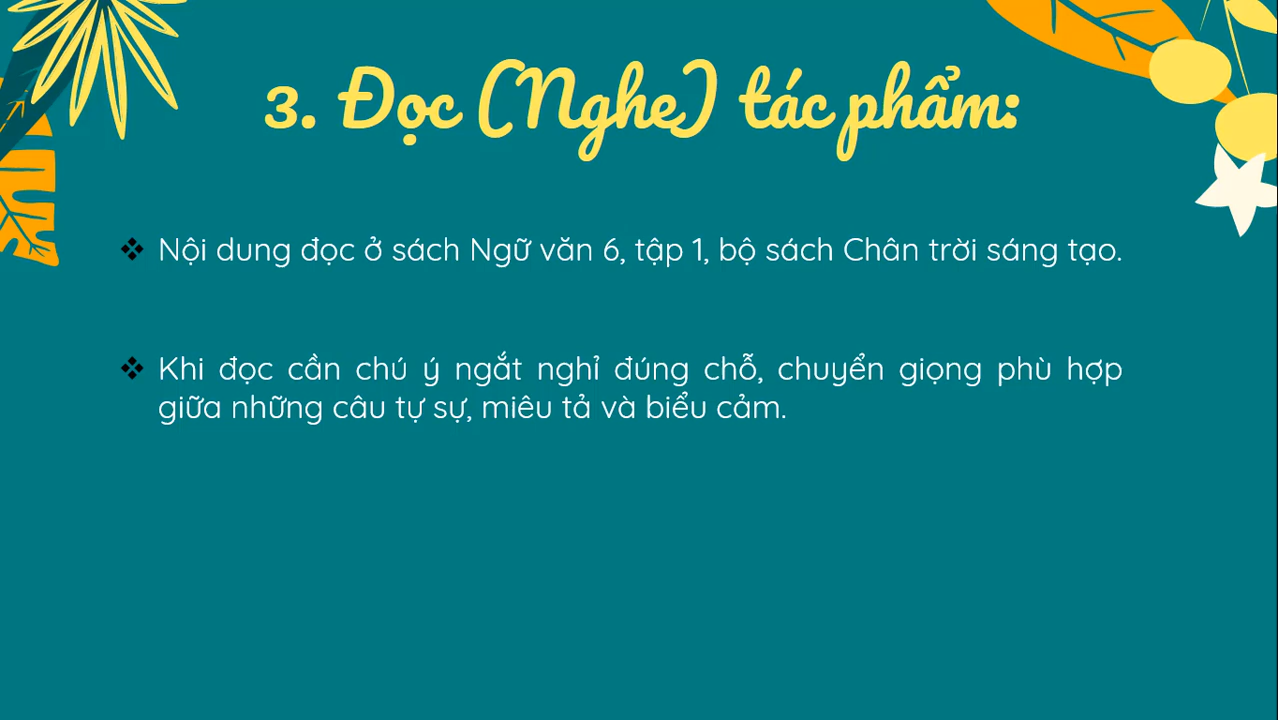 3. Đọc (Nghe) tác phẩm:
❖ Nội dung đọc ở sách Ngữ văn 6, tập 1, bộ sách Chân trời sáng tạo.
❖ Khi đọc cần chú ý ngắt nghỉ đúng chỗ, chuyển giọng phù hợp
giữa những câu tự sự, miêu tả và biểu cảm.